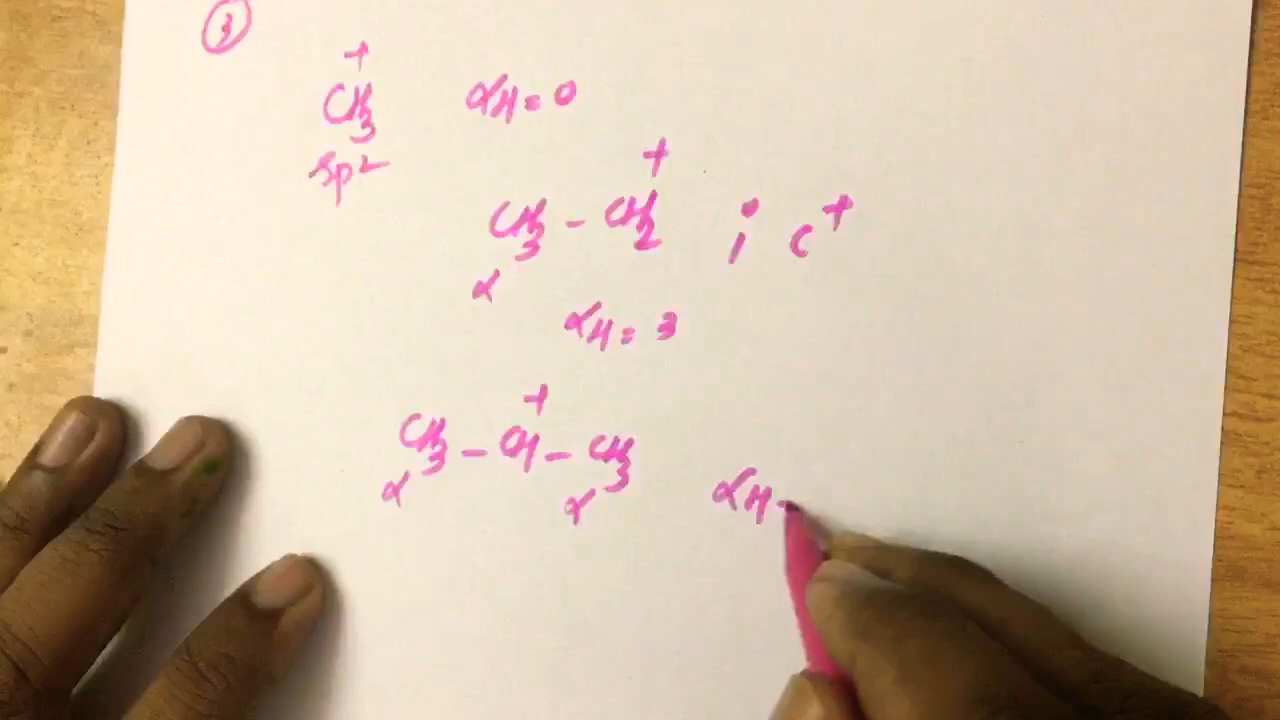 ③
+
CH3 αH = 0
sp2
+
CH3 - CH2 i C+
α
αH = 3
+
CH3 - CH - CH3
α α αH -